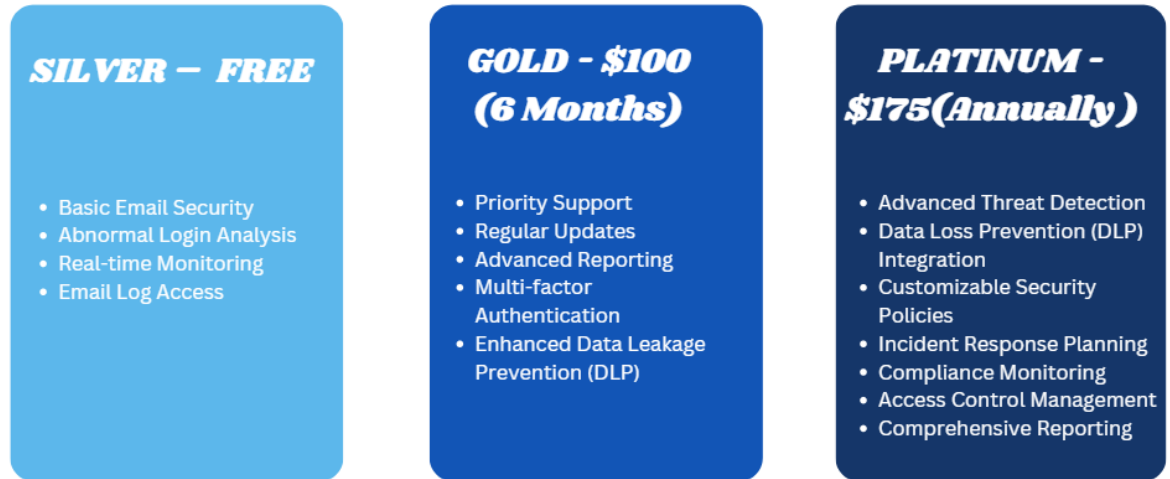 SILVER – FREE
• Basic Email Security
• Abnormal Login Analysis
• Real-time Monitoring
• Email Log Access
GOLD - $100
(6 Months)
• Priority Support
• Regular Updates
• Advanced Reporting
• Multi-factor
Authentication
• Enhanced Data Leakage
Prevention (DLP)
PLATINUM -
$175(Annually)
• Advanced Threat Detection
• Data Loss Prevention (DLP)
Integration
• Customizable Security
Policies
• Incident Response Planning
• Compliance Monitoring
• Access Control Management
• Comprehensive Reporting